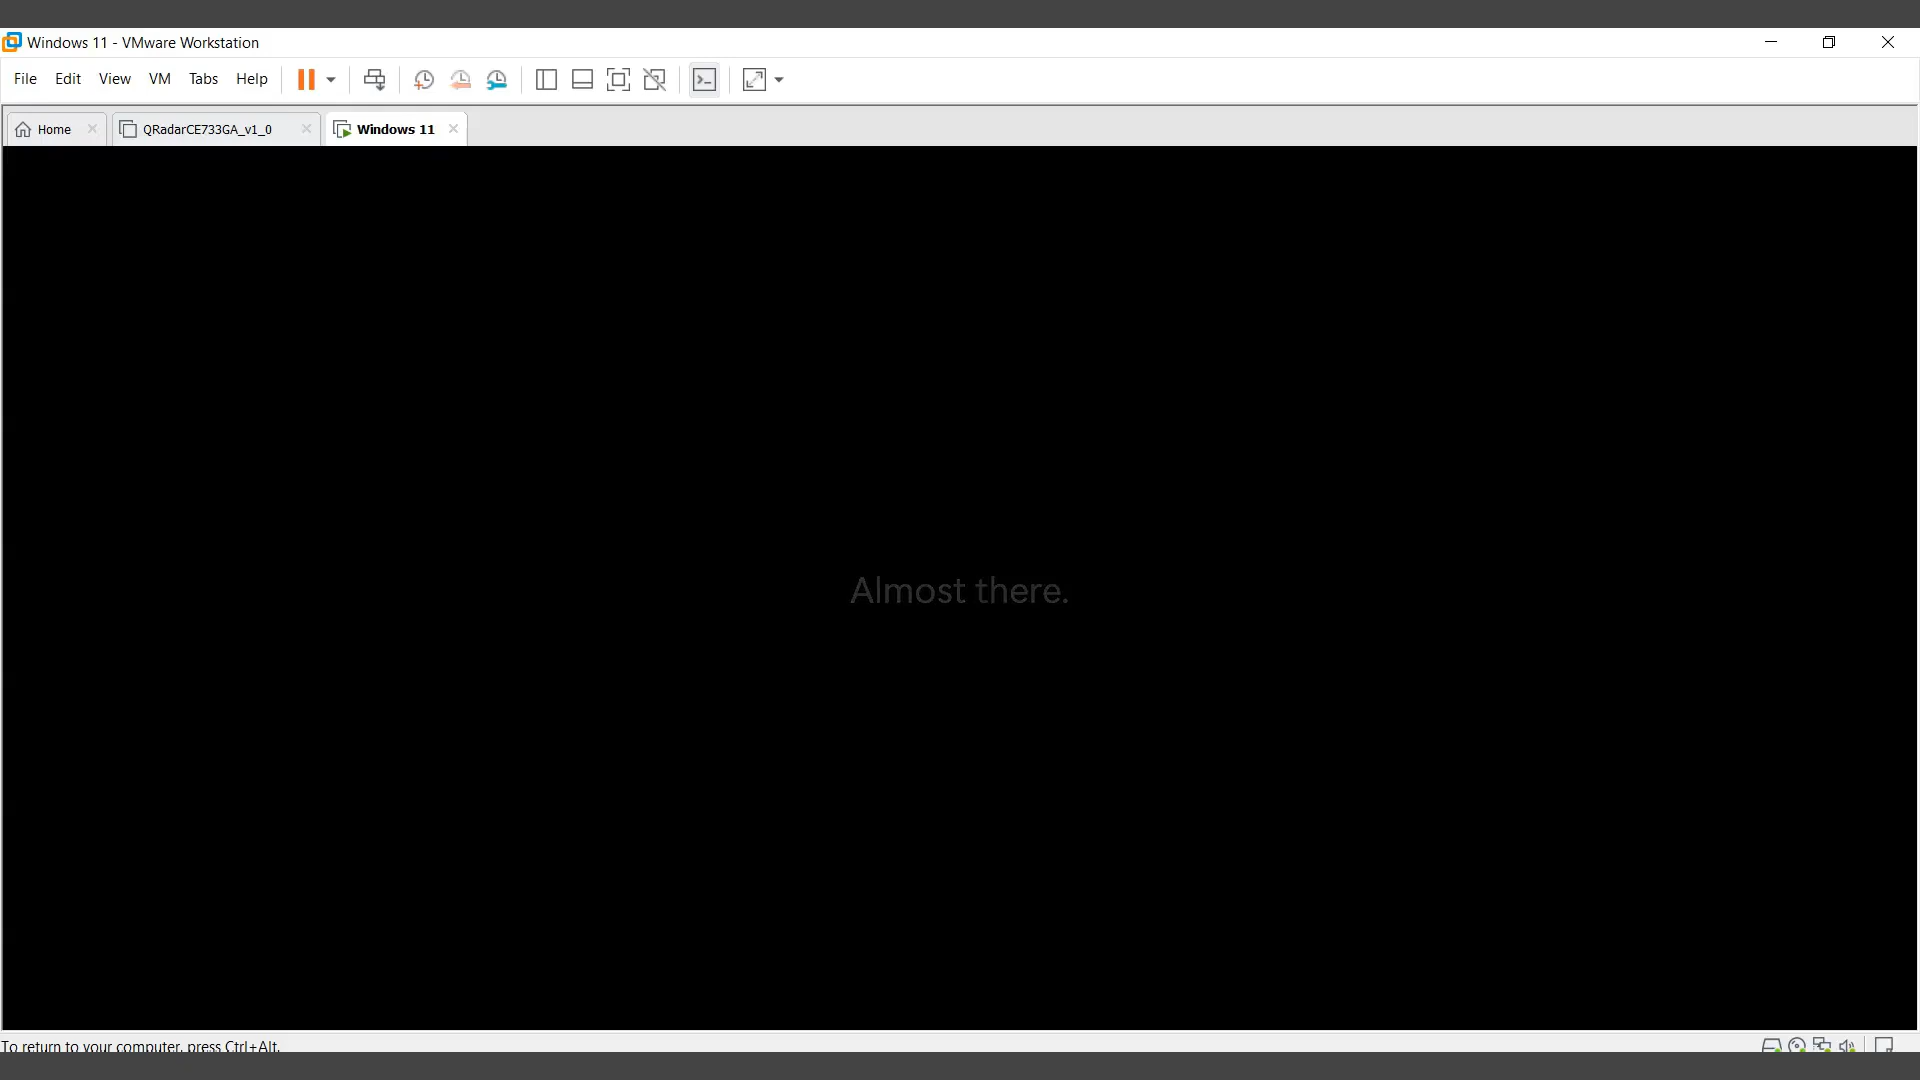 Windows 11 - VMware Workstation
File Edit View VM Tabs Help
Home QRadarCE733GA_v1_0 Windows 11
Almost there.
To return to your computer, press Ctrl+Alt.